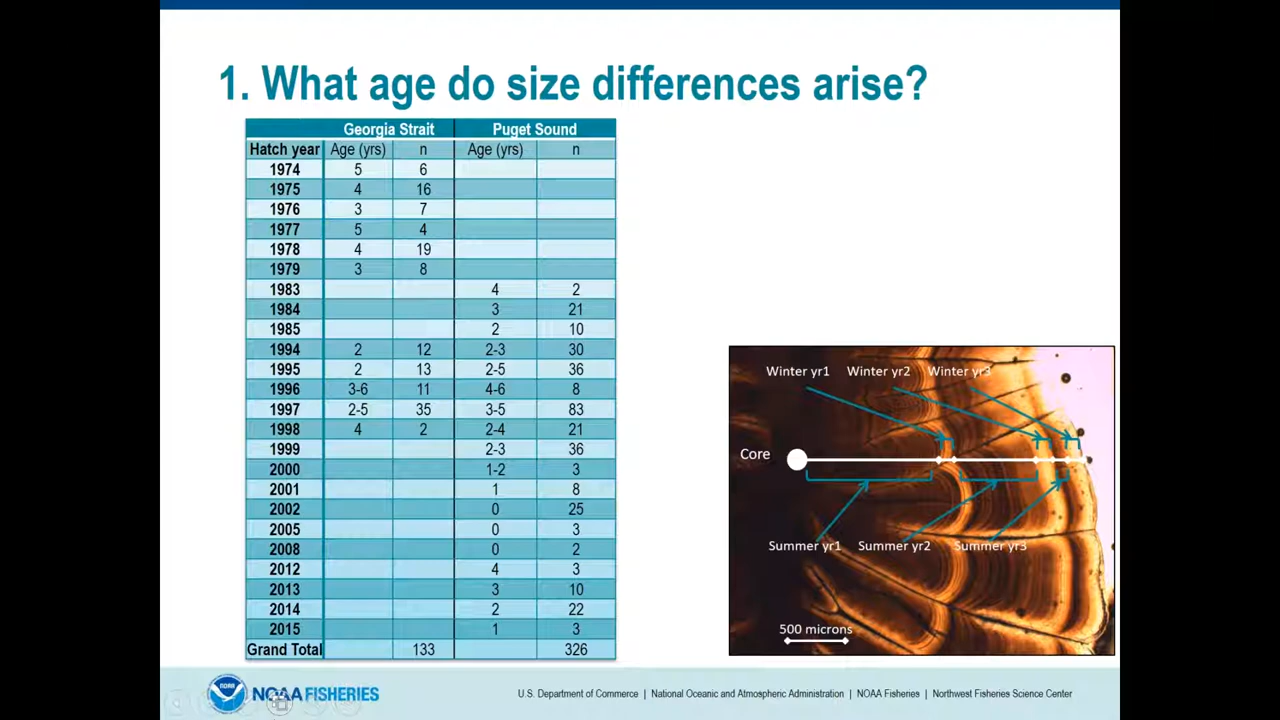 1. What age do size differences arise?
Georgia Strait Puget Sound
Hatch year Age (yrs) n Age (yrs) n
1974 5 6
1975 4 16
1976 3 7
1977 5 4
1978 4 19
1979 3 8
1983 4 2
1984 3 21
1985 2 10
1994 2 12 2-3 30
1995 2 13 2-5 36
1996 3-6 11 4-6 8
1997 2-5 35 3-5 83
1998 4 2 2-4 21
1999 2-3 36
2000 1-2 3
2001 1 8
2002 0 25
2005 0 3
2008 0 2
2012 4 3
2013 3 10
2014 2 22
2015 1 3
Grand Total 133 326
Winter yr1 Winter yr2 Winter yr3
Core
Summer yr1 Summer yr2 Summer yr3
500 microns
NOAA
NOAA FISHERIES
U.S. Department of Commerce | National Oceanic and Atmospheric Administration | NOAA Fisheries | Northwest Fisheries Science Center